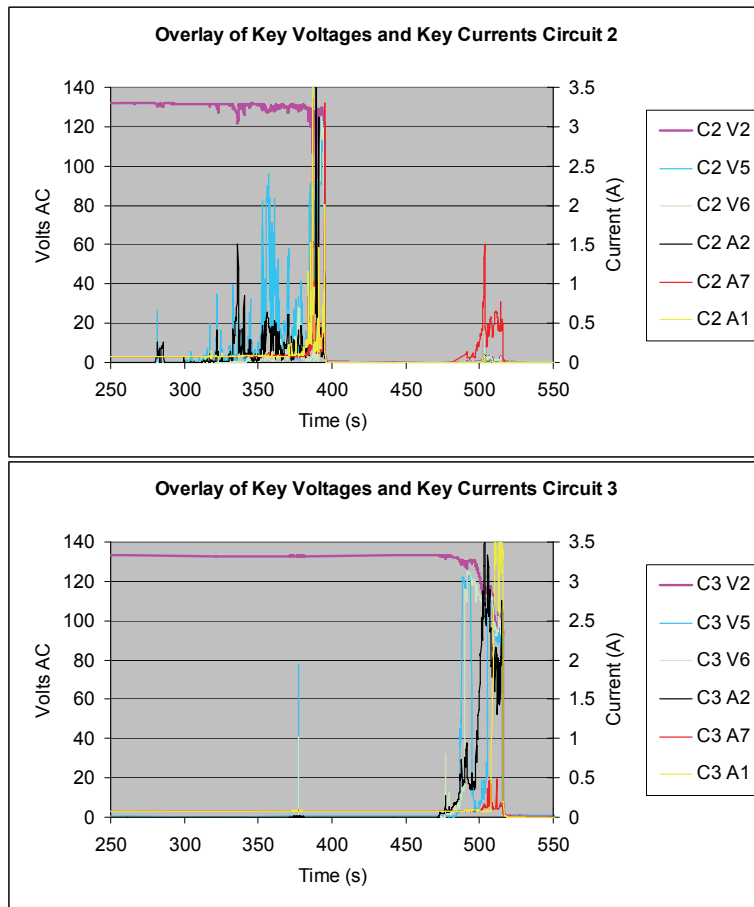 Overlay of Key Voltages and Key Currents Circuit 2
140
120
100
80
60
40
20
0
Volts AC
3.5
3
2.5
2
1.5
1
0.5
0
Current (A)
250 300 350 400 450 500 550
Time (s)
C2 V2
C2 V5
C2 V6
C2 A2
C2 A7
C2 A1
Overlay of Key Voltages and Key Currents Circuit 3
140
120
100
80
60
40
20
0
Volts AC
3.5
3
2.5
2
1.5
1
0.5
0
Current (A)
250 300 350 400 450 500 550
Time (s)
C3 V2
C3 V5
C3 V6
C3 A2
C3 A7
C3 A1